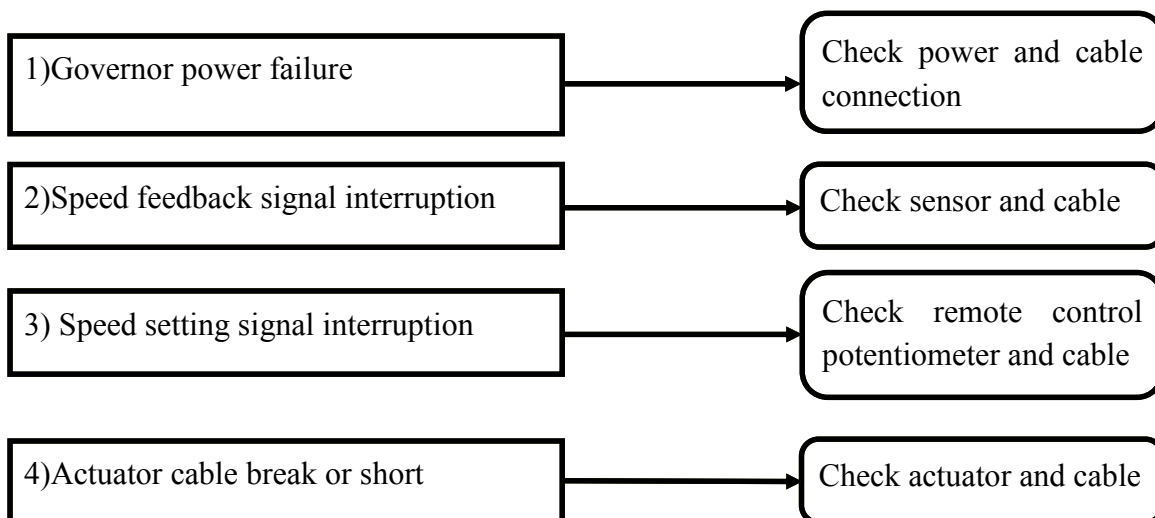 1)Governor power failure
Check power and cable
connection
2)Speed feedback signal interruption
Check sensor and cable
3) Speed setting signal interruption
Check remote control
potentiometer and cable
4)Actuator cable break or short
Check actuator and cable